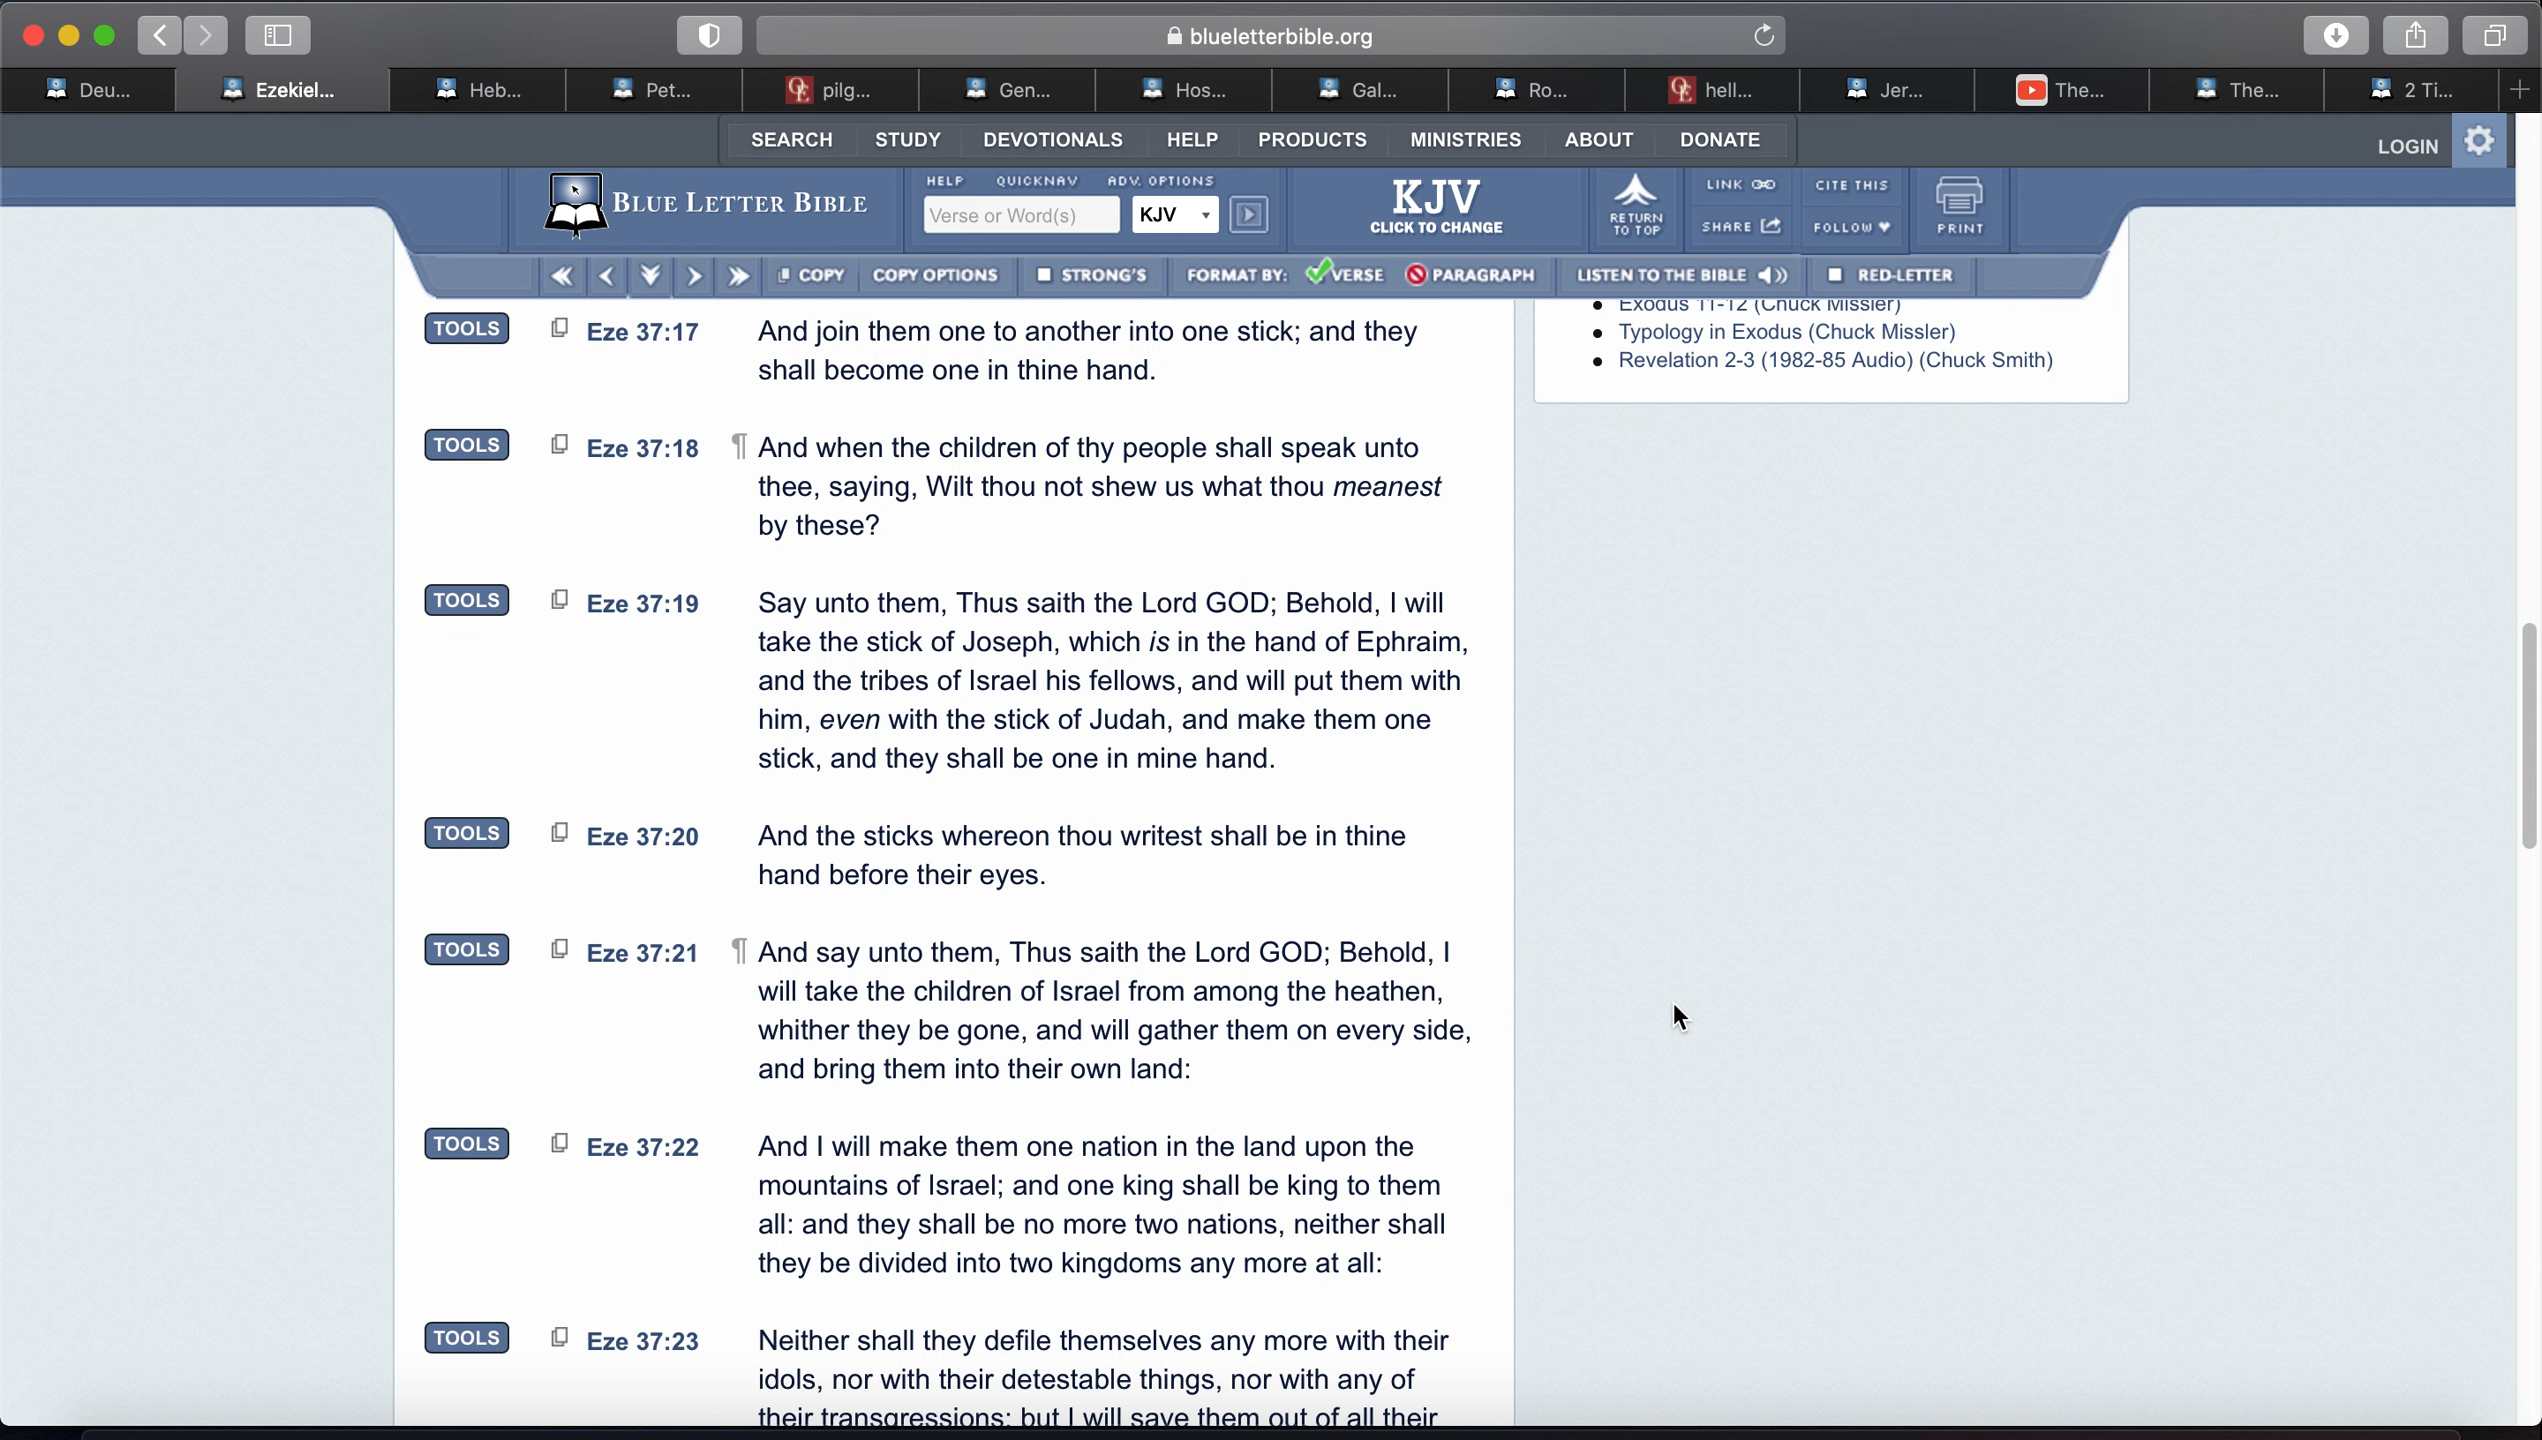 blueletterbible.org
Deu...
Ezekiel...
Heb...
Pet...
pilg...
Gen...
Hos...
Gal...
Ro...
hell...
Jer...
The...
The...
2 Ti...
SEARCH STUDY DEVOTIONALS HELP PRODUCTS MINISTRIES ABOUT DONATE
LOGIN
BLUE LETTER BIBLE
HELP QUICKNAV ADV. OPTIONS
Verse or Word(s) KJV
KJV
CLICK TO CHANGE
RETURN
TO TOP
LINK
SHARE
CITE THIS
FOLLOW
PRINT
COPY COPY OPTIONS STRONG'S FORMAT BY: VERSE PARAGRAPH LISTEN TO THE BIBLE RED-LETTER
Exodus 11-12 (Chuck Missler)
Typology in Exodus (Chuck Missler)
Revelation 2-3 (1982-85 Audio) (Chuck Smith)
TOOLS Eze 37:17 And join them one to another into one stick; and they
shall become one in thine hand.
TOOLS Eze 37:18 ¶ And when the children of thy people shall speak unto
thee, saying, Wilt thou not shew us what thou meanest
by these?
TOOLS Eze 37:19 Say unto them, Thus saith the Lord GOD; Behold, I will
take the stick of Joseph, which is in the hand of Ephraim,
and the tribes of Israel his fellows, and will put them with
him, even with the stick of Judah, and make them one
stick, and they shall be one in mine hand.
TOOLS Eze 37:20 And the sticks whereon thou writest shall be in thine
hand before their eyes.
TOOLS Eze 37:21 ¶ And say unto them, Thus saith the Lord GOD; Behold, I
will take the children of Israel from among the heathen,
whither they be gone, and will gather them on every side,
and bring them into their own land:
TOOLS Eze 37:22 And I will make them one nation in the land upon the
mountains of Israel; and one king shall be king to them
all: and they shall be no more two nations, neither shall
they be divided into two kingdoms any more at all:
TOOLS Eze 37:23 Neither shall they defile themselves any more with their
idols, nor with their detestable things, nor with any of
their transgressions: but I will save them out of all their